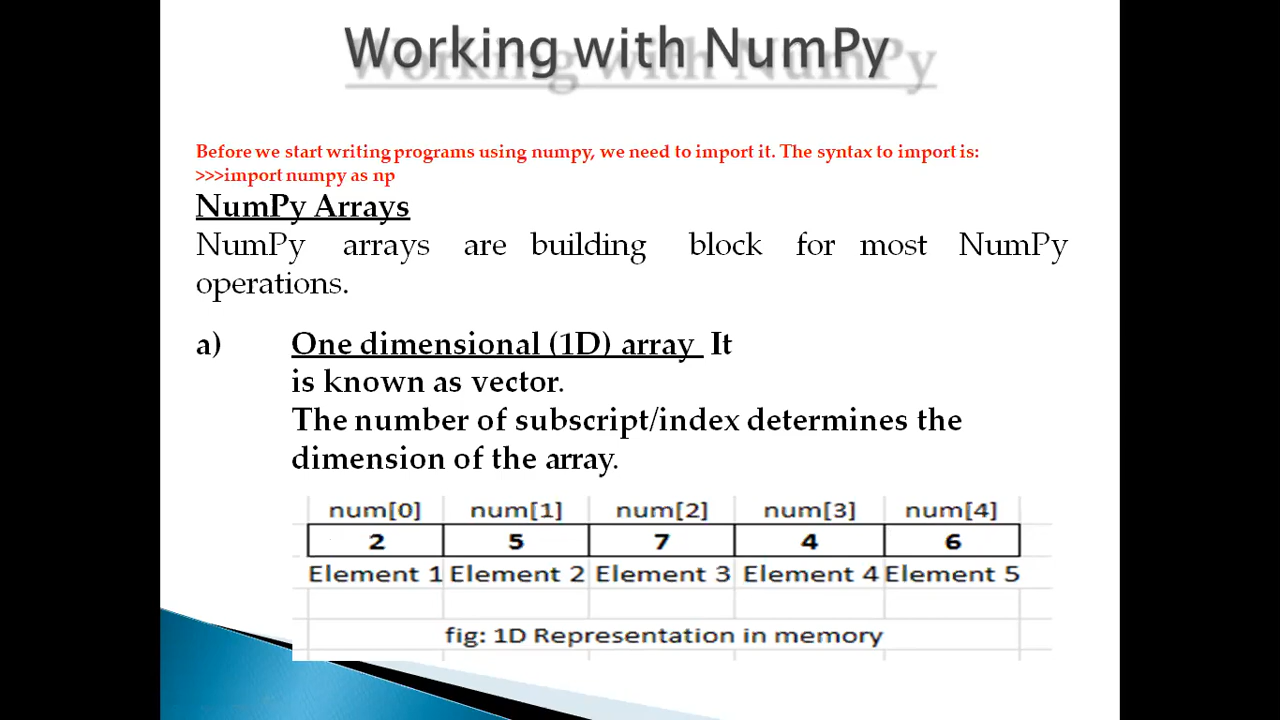 Working with NumPy
Before we start writing programs using numpy, we need to import it. The syntax to import is:
>>>import numpy as np
NumPy Arrays
NumPy arrays are building block for most NumPy
operations.
a) One dimensional (1D) array It
is known as vector.
The number of subscript/index determines the
dimension of the array.
num[0] num[1] num[2] num[3] num[4]
2 5 7 4 6
Element 1 Element 2 Element 3 Element 4 Element 5
fig: 1D Representation in memory